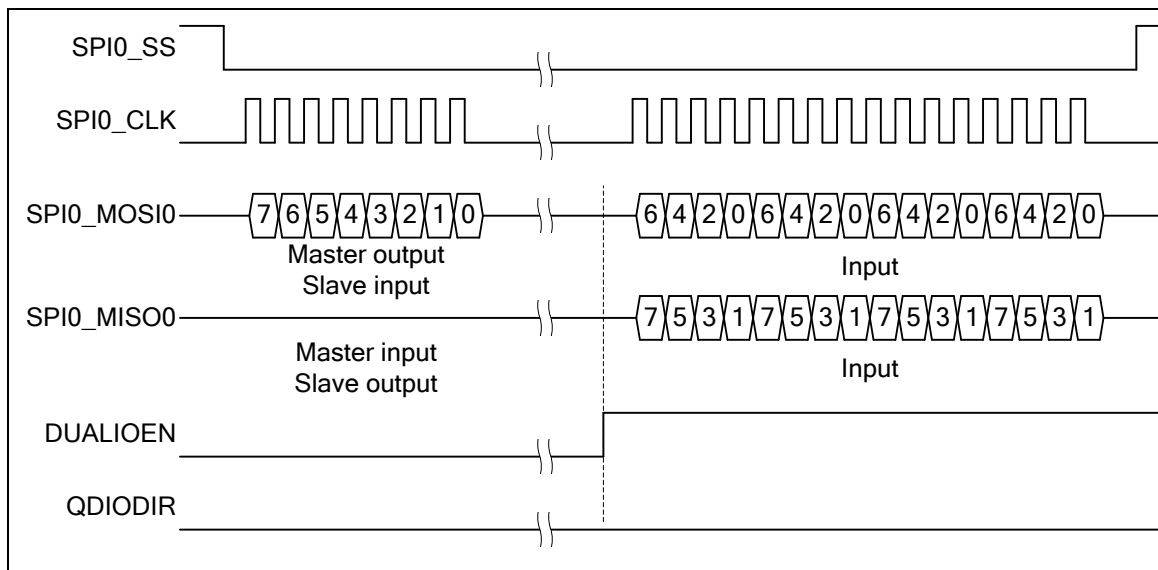 SPI0_SS
SPI0_CLK
SPI0_MOSI0 7 6 5 4 3 2 1 0 6 4 2 0 6 4 2 0 6 4 2 0 6 4 2 0
Master output
Slave input
Input
SPI0_MISO0 7 5 3 1 7 5 3 1 7 5 3 1 7 5 3 1
Master input
Slave output
Input
DUALIOEN
QDIODIR